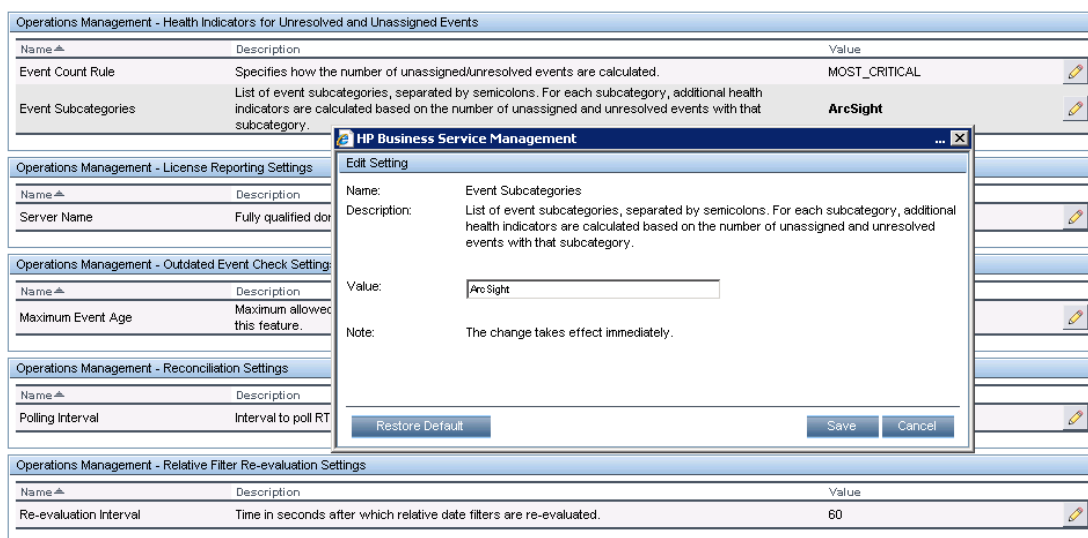 Operations Management - Health Indicators for Unresolved and Unassigned Events
Name Description Value
Event Count Rule Specifies how the number of unassigned/unresolved events are calculated. MOST_CRITICAL
Event Subcategories List of event subcategories, separated by semicolons. For each subcategory, additional health
indicators are calculated based on the number of unassigned and unresolved events with that
subcategory.
ArcSight
HP Business Service Management ...
Edit Setting
Name: Event Subcategories
Description: List of event subcategories, separated by semicolons. For each subcategory, additional
health indicators are calculated based on the number of unassigned and unresolved
events with that subcategory.
Value: ArcSight
Note: The change takes effect immediately.
Restore Default Save Cancel
Operations Management - License Reporting Settings
Name Description
Server Name Fully qualified dor
Operations Management - Outdated Event Check Setting
Name Description
Maximum Event Age Maximum allowed
this feature.
Operations Management - Reconciliation Settings
Name Description
Polling Interval Interval to poll RT
Operations Management - Relative Filter Re-evaluation Settings
Name Description Value
Re-evaluation Interval Time in seconds after which relative date filters are re-evaluated. 60